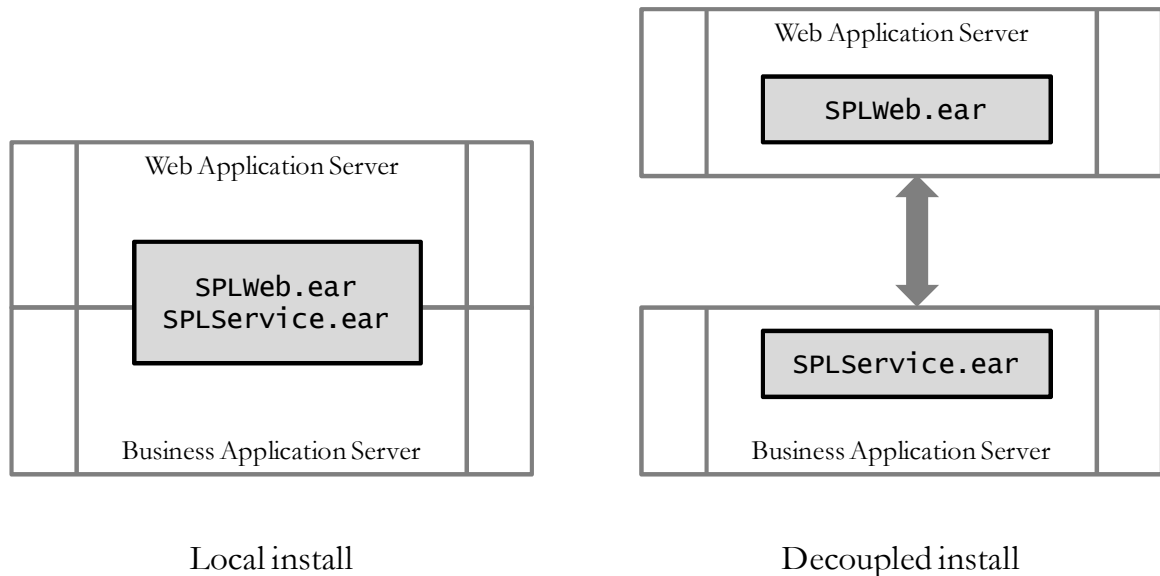 Web Application Server
SPLWeb.ear
SPLService.ear
Business Application Server
Local install
Web Application Server
SPLWeb.ear
SPLService.ear
Business Application Server
Decoupled install